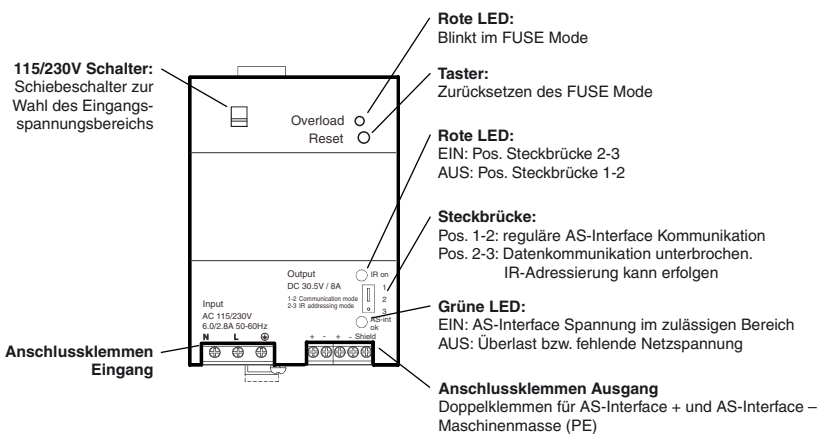 115/230V Schalter:
Schiebeschalter zur
Wahl des Eingangs-
spannungsbereichs
Anschlussklemmen
Eingang
Overload
Reset
Output
DC 30.5V / 8A
1-2 Communication mode
2-3 IR addressing mode
IR on
1
2
3
AS-int
ok
Input
AC 115/230V
6.0/2.8A 50-60Hz
N L
+ - + - Shield
Rote LED:
Blinkt im FUSE Mode
Taster:
Zurücksetzen des FUSE Mode
Rote LED:
EIN: Pos. Steckbrücke 2-3
AUS: Pos. Steckbrücke 1-2
Steckbrücke:
Pos. 1-2: reguläre AS-Interface Kommunikation
Pos. 2-3: Datenkommunikation unterbrochen.
IR-Adressierung kann erfolgen
Grüne LED:
EIN: AS-Interface Spannung im zulässigen Bereich
AUS: Überlast bzw. fehlende Netzspannung
Anschlussklemmen Ausgang
Doppelklemmen für AS-Interface + und AS-Interface –
Maschinenmasse (PE)